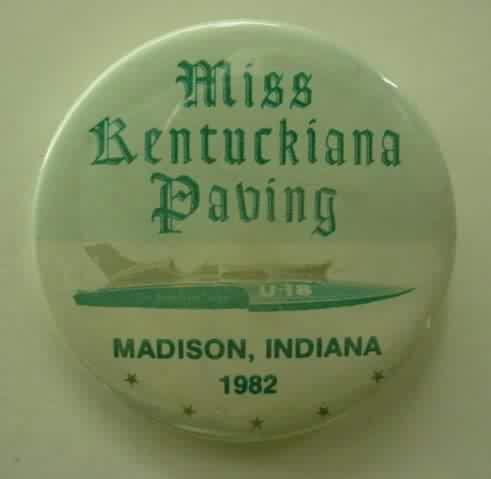 Miss
Kentuckiana
Paving
U-18
MADISON, INDIANA
1982